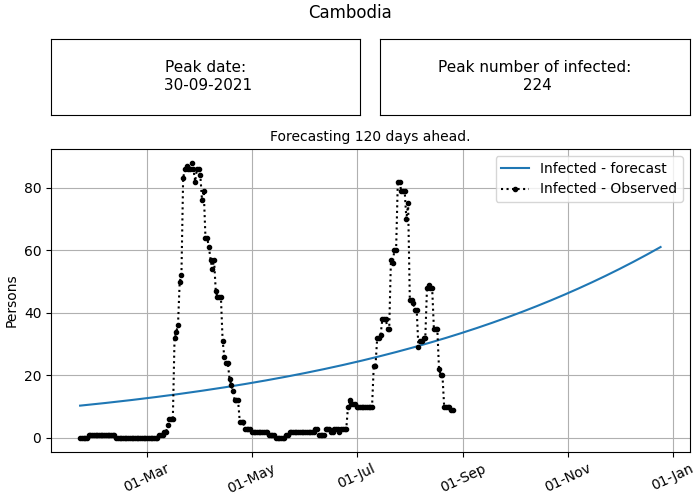 Cambodia
Peak date:
30-09-2021
Peak number of infected:
224
Forecasting 120 days ahead.
Infected - forecast
Infected - Observed
Persons
80
60
40
20
0
01-Mar
01-May
01-Jul
01-Sep
01-Nov
01-Jan